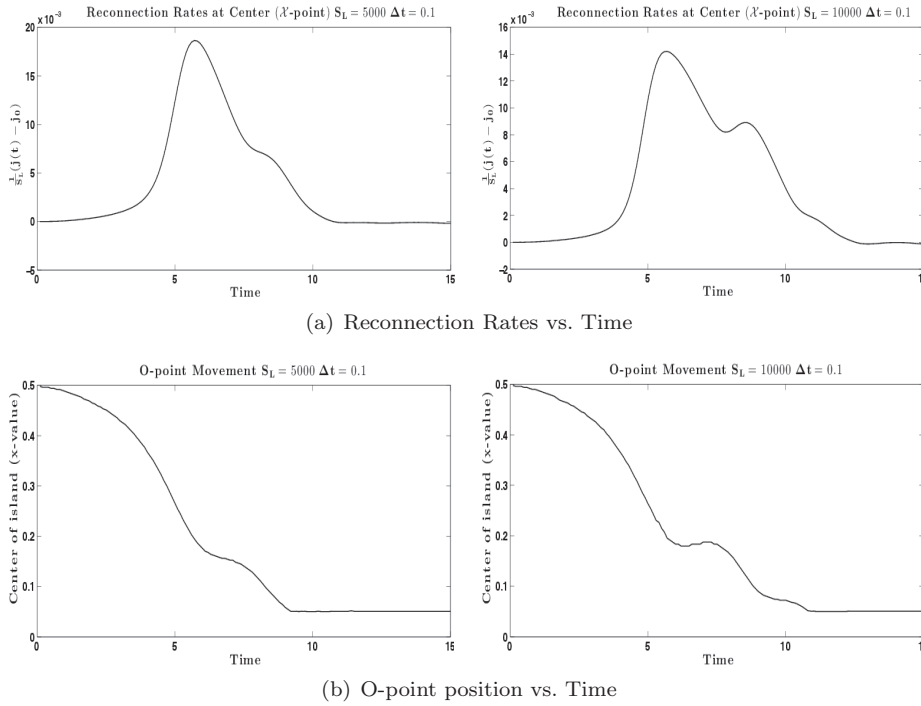 Reconnection Rates at Center (𝒳-point) S_L = 5000 Δt = 0.1
20 x 10⁻³
15
10
5
0
−5
1/S_L (j(t) − j₀)
0 5 10 15
Time
Reconnection Rates at Center (𝒳-point) S_L = 10000 Δt = 0.1
16 x 10⁻³
14
12
10
8
6
4
2
0
−2
1/S_L (j(t) − j₀)
0 5 10 15
Time
(a) Reconnection Rates vs. Time
O-point Movement S_L = 5000 Δt = 0.1
0.5
0.4
0.3
0.2
0.1
0
Center of island (x-value)
0 5 10 15
Time
O-point Movement S_L = 10000 Δt = 0.1
0.5
0.4
0.3
0.2
0.1
0
Center of island (x-value)
0 5 10 15
Time
(b) O-point position vs. Time